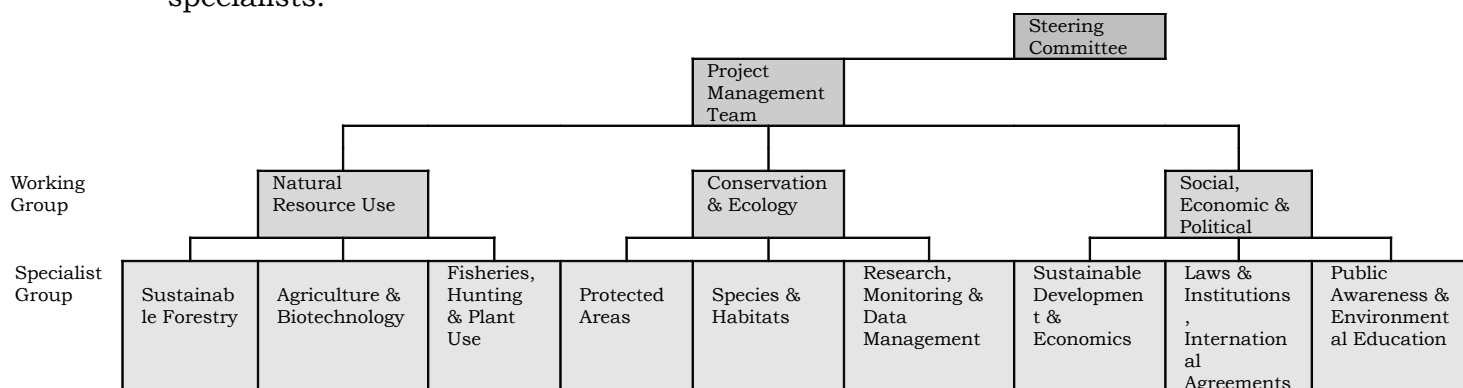 specialists.
Steering
Committee
Project
Management
Team
Working
Group
Natural
Resource Use
Conservation
& Ecology
Social,
Economic &
Political
Specialist
Group
Sustainab
le Forestry
Agriculture &
Biotechnology
Fisheries,
Hunting
& Plant
Use
Protected
Areas
Species &
Habitats
Research,
Monitoring &
Data
Management
Sustainable
Developmen
t &
Economics
Laws &
Institutions
,
Internation
al
Agreements
Public
Awareness &
Environment
al Education